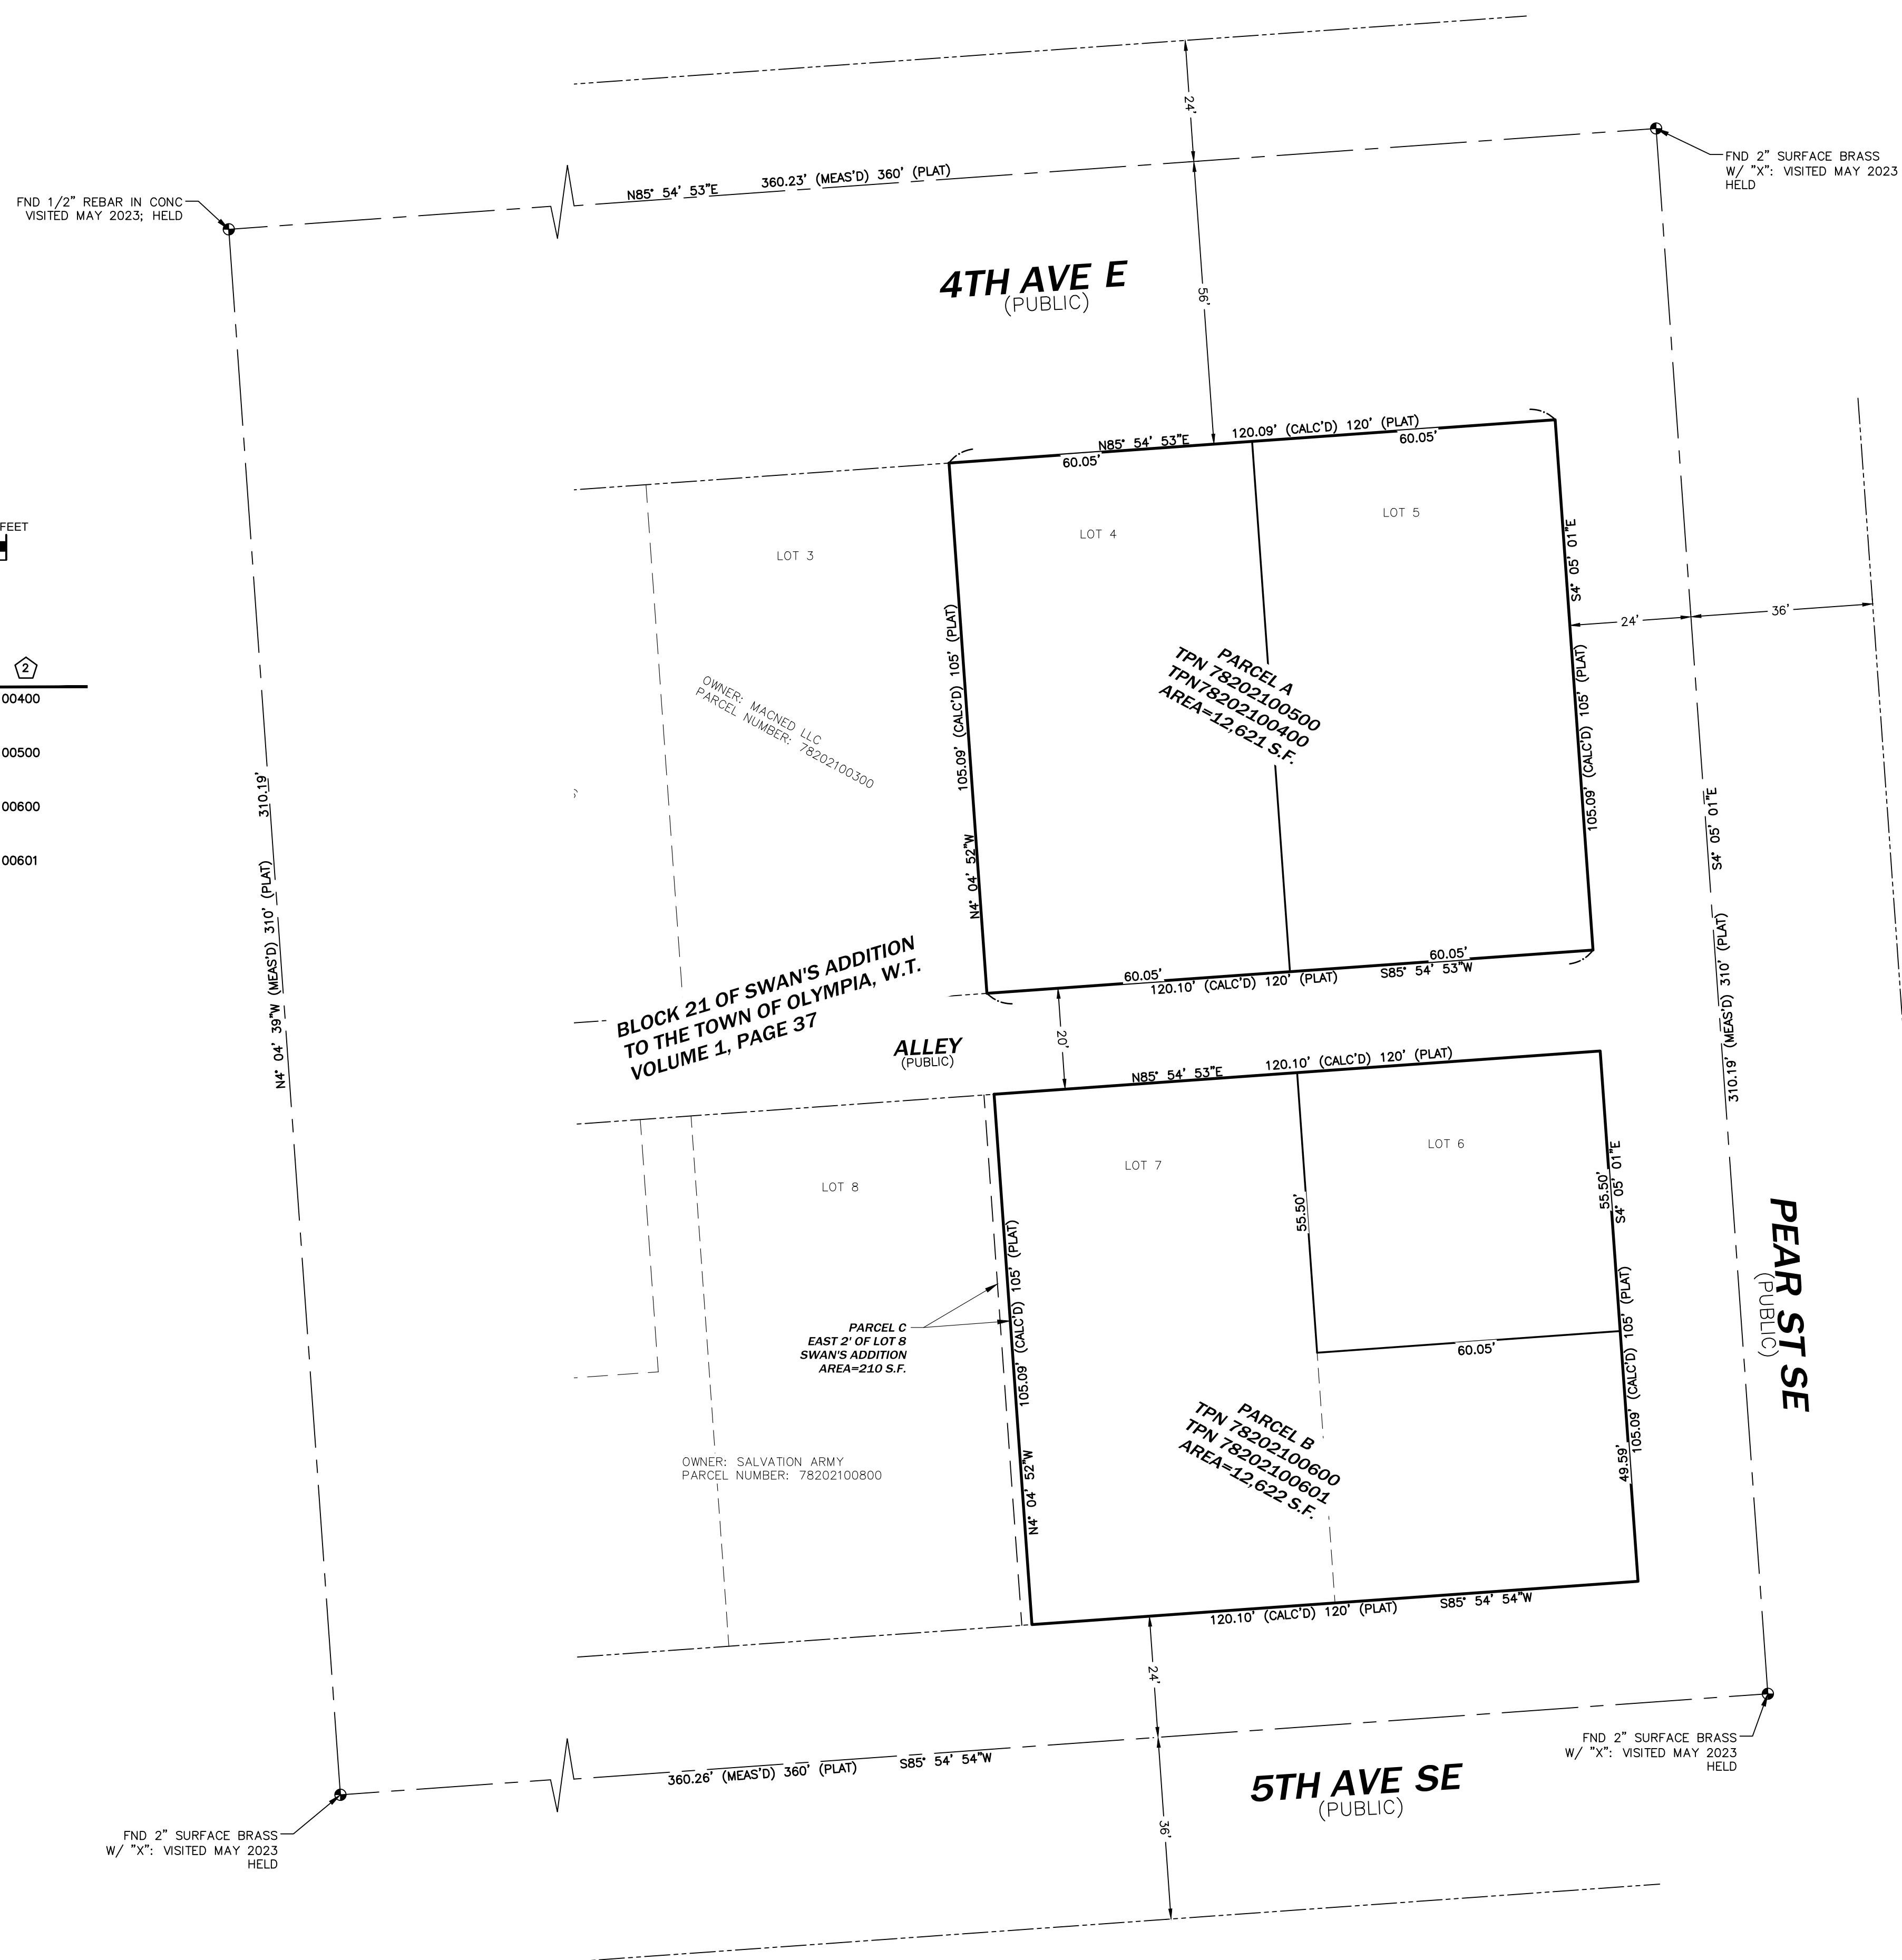 24'
N85° 54' 53"E
360.23' (MEAS'D) 360' (PLAT)
FND 2" SURFACE BRASS
W/ "X": VISITED MAY 2023
HELD
FND 1/2" REBAR IN CONC
VISITED MAY 2023; HELD
4TH AVE E
(PUBLIC)
56'
N85° 54' 53"E
120.09' (CALC'D) 120' (PLAT)
60.05'
60.05'
FEET
LOT 3
LOT 4
LOT 5
S4° 05' 01"E
24'
36'
2
00400
00500
00600
00601
OWNER: MACNED LLC
PARCEL NUMBER: 78202100300
105.09' (CALC'D) 105' (PLAT)
N4° 04' 52"W
PARCEL A
TPN 78202100500
TPN78202100400
AREA=12,621 S.F.
105.09' (CALC'D) 105' (PLAT)
310.19'
N4° 04' 39"W (MEAS'D) 310' (PLAT)
S4° 05' 01"E
310.19' (MEAS'D) 310' (PLAT)
BLOCK 21 OF SWAN'S ADDITION
TO THE TOWN OF OLYMPIA, W.T.
VOLUME 1, PAGE 37
60.05'
60.05'
120.10' (CALC'D) 120' (PLAT)
S85° 54' 53"W
ALLEY
(PUBLIC)
20'
N85° 54' 53"E
120.10' (CALC'D) 120' (PLAT)
LOT 8
LOT 7
LOT 6
55.50'
55.50'
S4° 05' 01"E
PEAR ST SE
(PUBLIC)
105.09' (CALC'D) 105' (PLAT)
N4° 04' 52"W
PARCEL C
EAST 2' OF LOT 8
SWAN'S ADDITION
AREA=210 S.F.
60.05'
105.09' (CALC'D) 105' (PLAT)
49.59'
PARCEL B
TPN 78202100600
TPN 78202100601
AREA=12,622 S.F.
OWNER: SALVATION ARMY
PARCEL NUMBER: 78202100800
120.10' (CALC'D) 120' (PLAT)
S85° 54' 54"W
24'
360.26' (MEAS'D) 360' (PLAT)
S85° 54' 54"W
FND 2" SURFACE BRASS
W/ "X": VISITED MAY 2023
HELD
5TH AVE SE
(PUBLIC)
36'
FND 2" SURFACE BRASS
W/ "X": VISITED MAY 2023
HELD